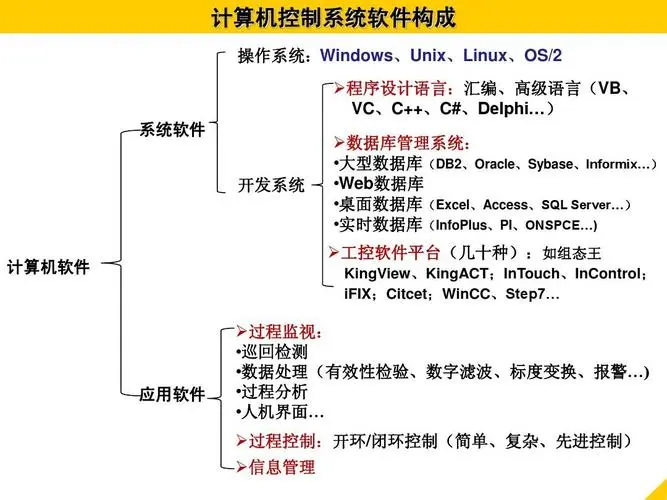 计算机控制系统软件构成
操作系统：Windows、Unix、Linux、OS/2
➢程序设计语言：汇编、高级语言（VB、
VC、C++、C#、Delphi…）
系统软件
➢数据库管理系统：
•大型数据库（DB2、Oracle、Sybase、Informix…）
开发系统
•Web数据库
•桌面数据库（Excel、Access、SQL Server…）
•实时数据库（InfoPlus、PI、ONSPCE…)
➢工控软件平台（几十种）：如组态王
计算机软件
KingView、KingACT；InTouch、InControl；
iFIX；Citcet；WinCC、Step7…
➢过程监视：
•巡回检测
•数据处理（有效性检验、数字滤波、标度变换、报警…)
应用软件
•过程分析
•人机界面…
➢过程控制：开环/闭环控制（简单、复杂、先进控制）
➢信息管理